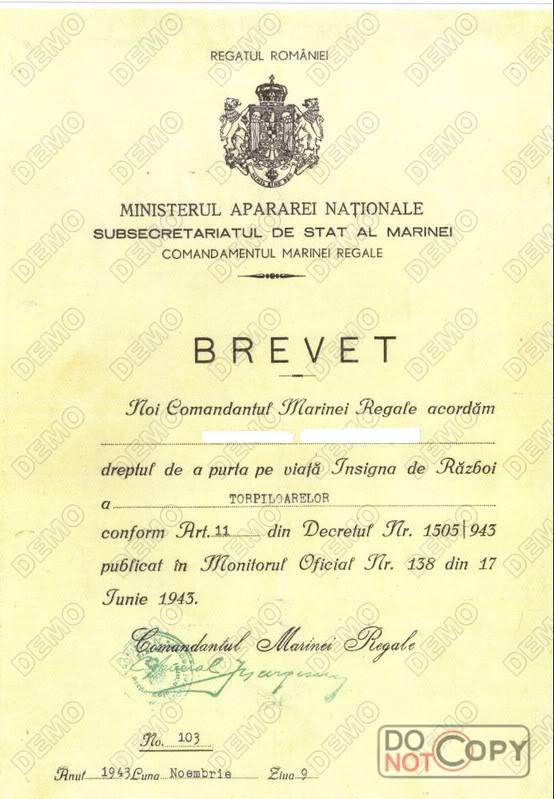 REGATUL ROMÂNIEI
MINISTERUL APARAREI NAȚIONALE
SUBSECRETARIATUL DE STAT AL MARINEI
COMANDAMENTUL MARINEI REGALE
BREVET
Noi Comandantul Marinei Regale acordăm
dreptul de a purta pe viață Insigna de Război
a TORPILOARELOR
conform Art. 11 din Decretul Nr. 1505/943
publicat în Monitorul Oficial Nr. 138 din 17
Iunie 1943.
Comandantul Marinei Regale
No. 103
Anul 1943 Luna Noembrie Ziua 9
DO NOT COPY
DEMO